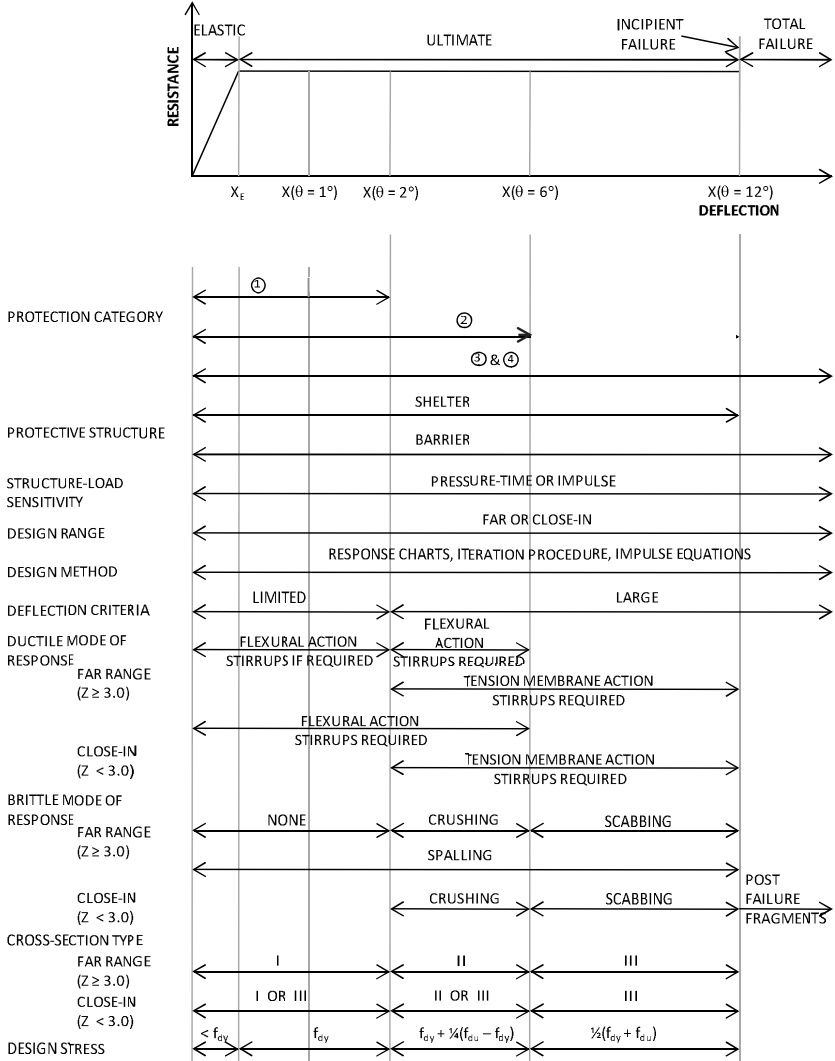 ELASTIC
ULTIMATE
INCIPIENT
FAILURE
TOTAL
FAILURE
RESISTANCE
X_E
X(θ = 1°)
X(θ = 2°)
X(θ = 6°)
X(θ = 12°)
DEFLECTION
PROTECTION CATEGORY
①
②
③ & ④
SHELTER
PROTECTIVE STRUCTURE
BARRIER
STRUCTURE-LOAD
SENSITIVITY
PRESSURE-TIME OR IMPULSE
DESIGN RANGE
FAR OR CLOSE-IN
DESIGN METHOD
RESPONSE CHARTS, ITERATION PROCEDURE, IMPULSE EQUATIONS
DEFLECTION CRITERIA
LIMITED
LARGE
DUCTILE MODE OF
RESPONSE
FAR RANGE
(Z ≥ 3.0)
FLEXURAL ACTION
STIRRUPS IF REQUIRED
FLEXURAL
ACTION
STIRRUPS REQUIRED
TENSION MEMBRANE ACTION
STIRRUPS REQUIRED
FLEXURAL ACTION
STIRRUPS REQUIRED
CLOSE-IN
(Z < 3.0)
TENSION MEMBRANE ACTION
STIRRUPS REQUIRED
BRITTLE MODE OF
RESPONSE
FAR RANGE
(Z ≥ 3.0)
NONE
CRUSHING
SCABBING
SPALLING
CLOSE-IN
(Z < 3.0)
CRUSHING
SCABBING
POST
FAILURE
FRAGMENTS
CROSS-SECTION TYPE
FAR RANGE
(Z ≥ 3.0)
I
II
III
CLOSE-IN
(Z < 3.0)
I OR III
II OR III
III
DESIGN STRESS
< f_dy
f_dy
f_dy + ¼(f_du – f_dy)
½(f_dy + f_du)